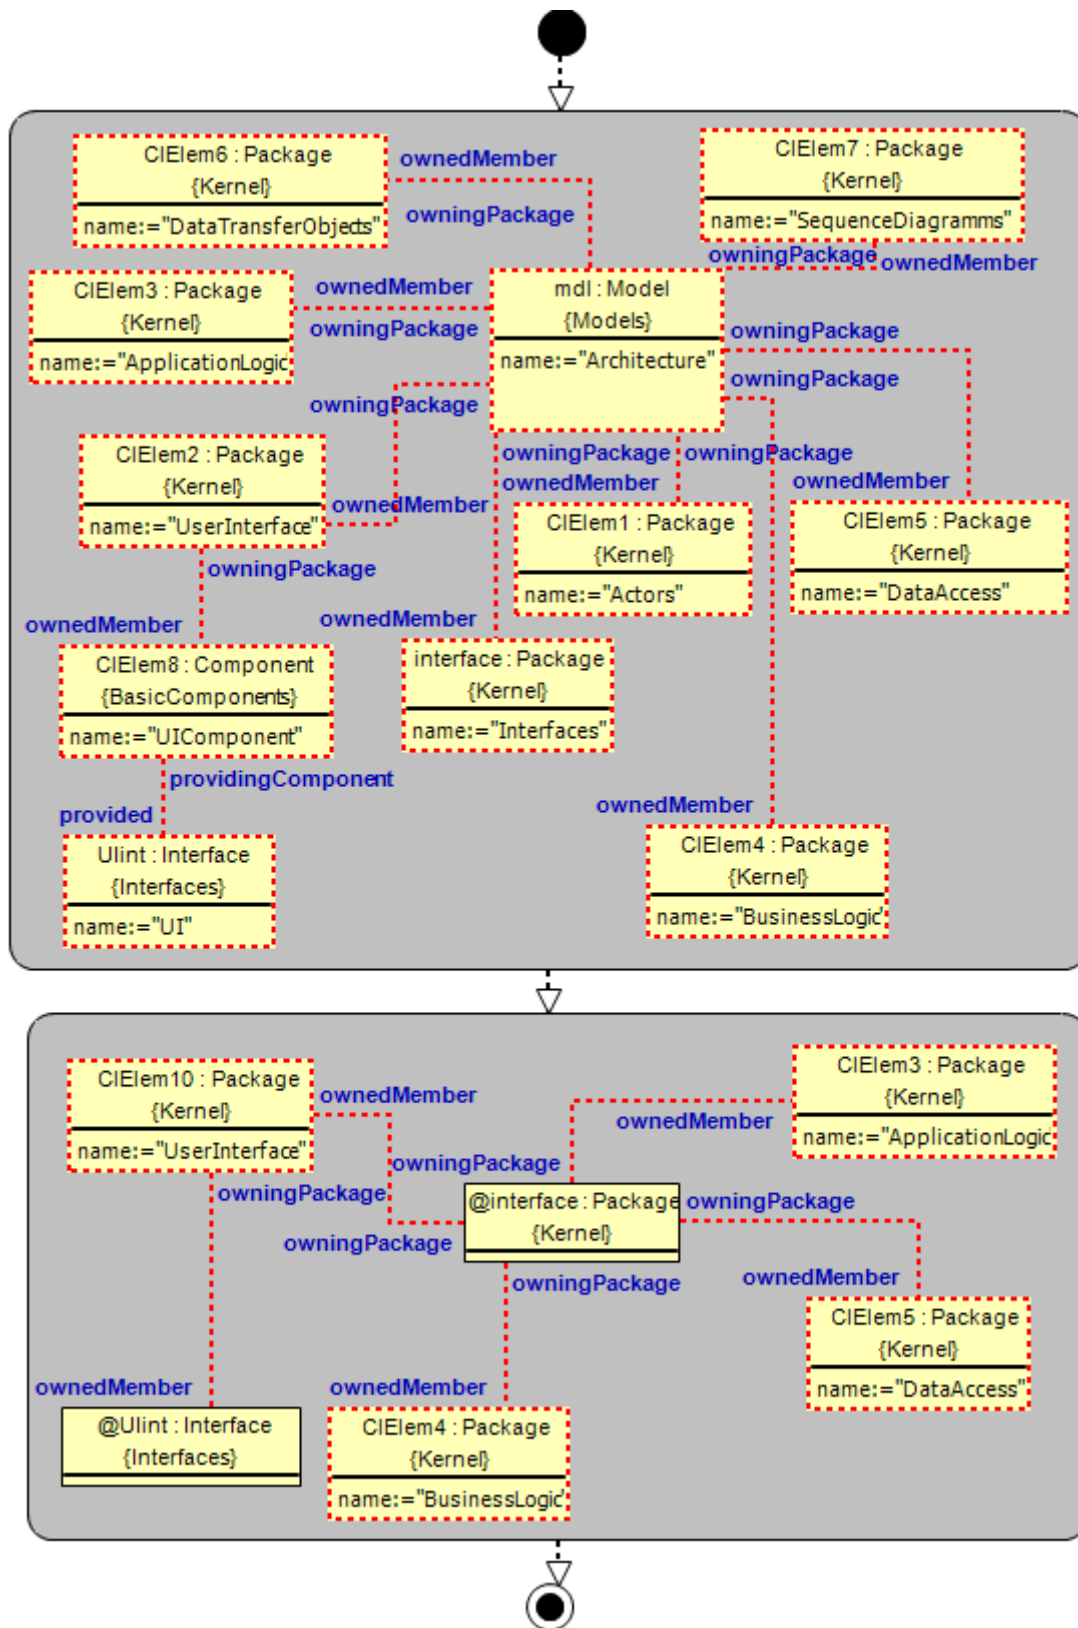 ClElem6 : Package
{Kernel}
name:="DataTransferObjects"
ownedMember
owningPackage
ClElem7 : Package
{Kernel}
name:="SequenceDiagramms"
owningPackage
ownedMember
ClElem3 : Package
{Kernel}
name:="ApplicationLogic
ownedMember
owningPackage
mdl : Model
{Models}
name:="Architecture"
owningPackage
owningPackage
owningPackage
ClElem2 : Package
{Kernel}
name:="UserInterface"
ownedMember
owningPackage
owningPackage
ownedMember
ownedMember
ClElem1 : Package
{Kernel}
name:="Actors"
ClElem5 : Package
{Kernel}
name:="DataAccess"
owningPackage
ownedMember
ownedMember
ClElem8 : Component
{BasicComponents}
name:="UIComponent"
interface : Package
{Kernel}
name:="Interfaces"
providingComponent
provided
ownedMember
UIint : Interface
{Interfaces}
name:="UI"
ClElem4 : Package
{Kernel}
name:="BusinessLogic"
ClElem10 : Package
{Kernel}
name:="UserInterface"
ownedMember
ownedMember
ClElem3 : Package
{Kernel}
name:="ApplicationLogic
owningPackage
owningPackage
owningPackage
@interface : Package
{Kernel}
owningPackage
owningPackage
ownedMember
ClElem5 : Package
{Kernel}
name:="DataAccess"
ownedMember
ownedMember
@UIint : Interface
{Interfaces}
ClElem4 : Package
{Kernel}
name:="BusinessLogic"